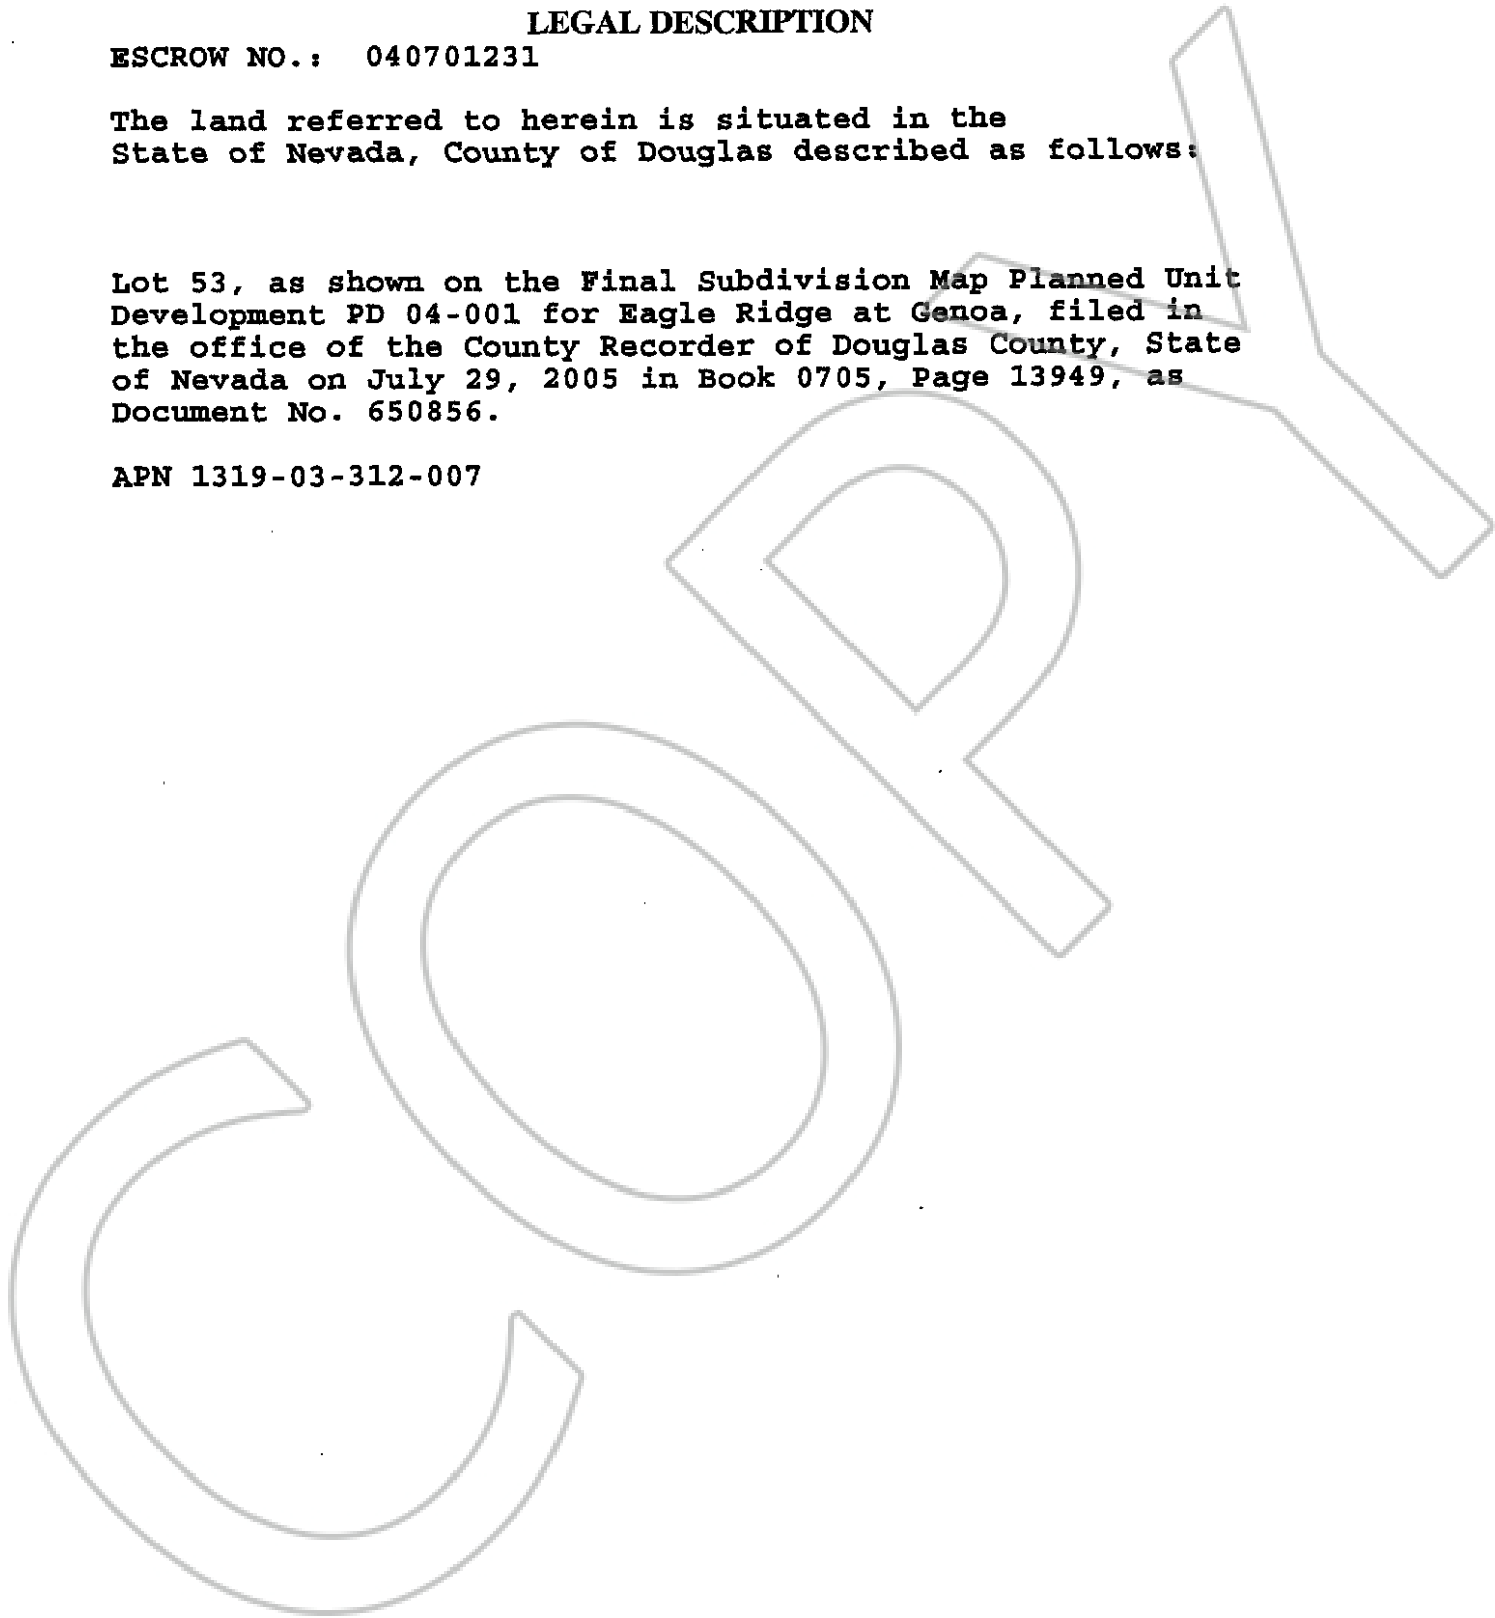 LEGAL DESCRIPTION
ESCROW NO.: 040701231
The land referred to herein is situated in the
State of Nevada, County of Douglas described as follows:
Lot 53, as shown on the Final Subdivision Map Planned Unit
Development PD 04-001 for Eagle Ridge at Genoa, filed in
the office of the County Recorder of Douglas County, State
of Nevada on July 29, 2005 in Book 0705, Page 13949, as
Document No. 650856.
APN 1319-03-312-007
COPY